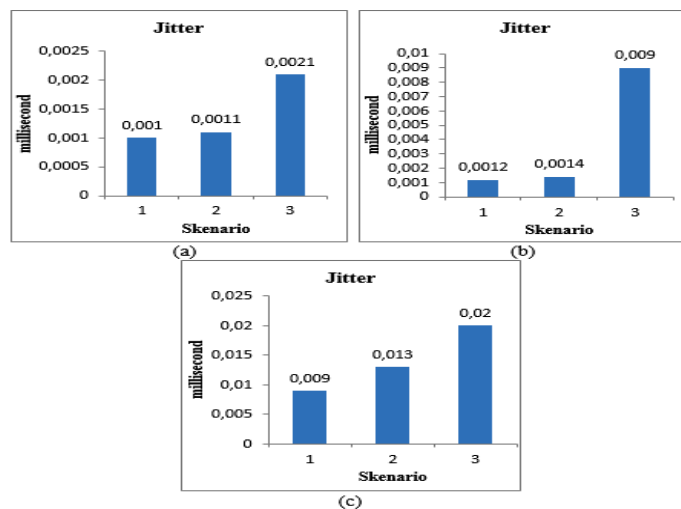 Jitter
0,0025
0,002
0,0015
0,001
0,0005
0
millisecond
0,001
0,0011
0,0021
1 2 3
Skenario
(a)
Jitter
0,01
0,009
0,008
0,007
0,006
0,005
0,004
0,003
0,002
0,001
0
millisecond
0,0012
0,0014
0,009
1 2 3
Skenario
(b)
Jitter
0,025
0,02
0,015
0,01
0,005
0
millisecond
0,009
0,013
0,02
1 2 3
Skenario
(c)